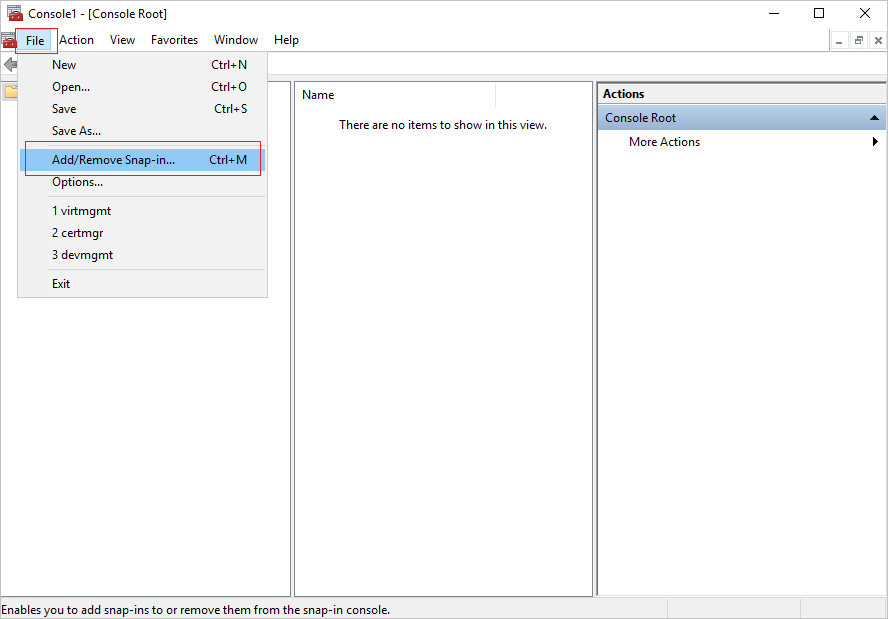 Console1 - [Console Root]
File Action View Favorites Window Help
New Ctrl+N
Open... Ctrl+O
Save Ctrl+S
Save As...
Add/Remove Snap-in... Ctrl+M
Options...
1 virtmgmt
2 certmgr
3 devmgmt
Exit
Name
There are no items to show in this view.
Actions
Console Root
More Actions
Enables you to add snap-ins to or remove them from the snap-in console.